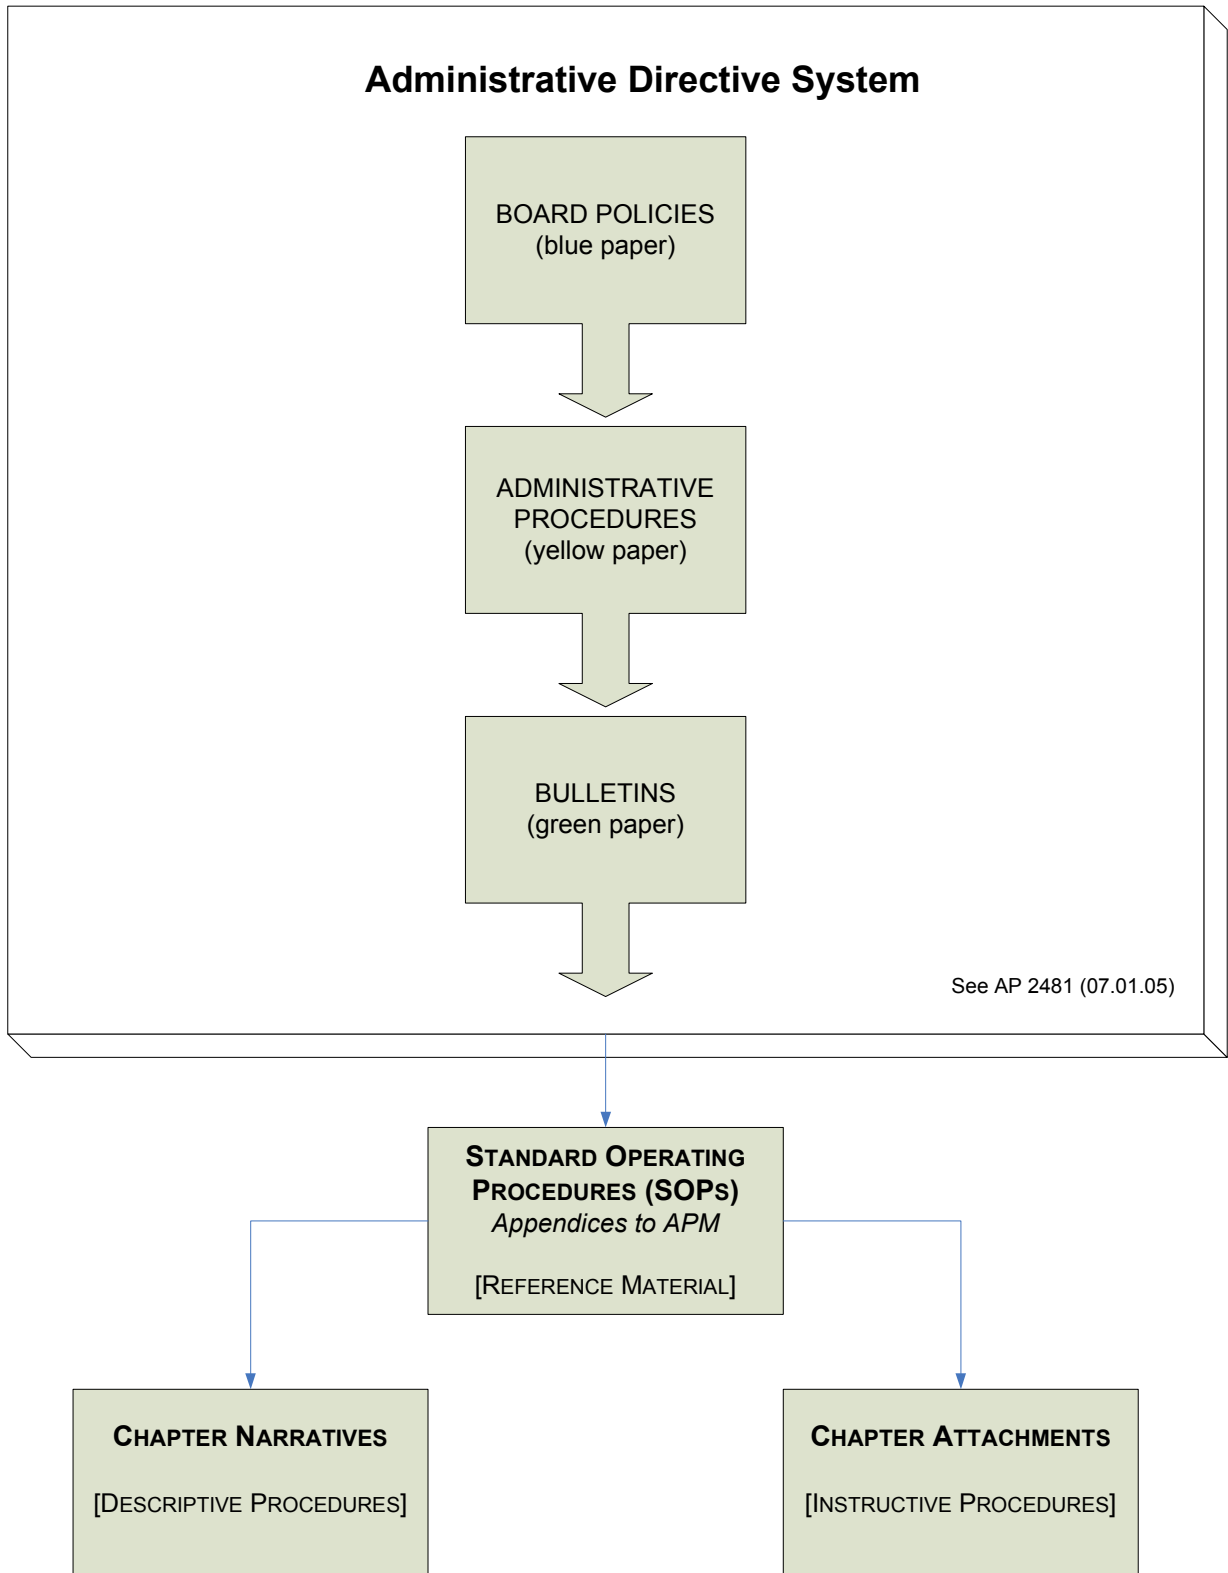 Administrative Directive System
BOARD POLICIES
(blue paper)
ADMINISTRATIVE
PROCEDURES
(yellow paper)
BULLETINS
(green paper)
See AP 2481 (07.01.05)
STANDARD OPERATING
PROCEDURES (SOPS)
Appendices to APM
[REFERENCE MATERIAL]
CHAPTER NARRATIVES
[DESCRIPTIVE PROCEDURES]
CHAPTER ATTACHMENTS
[INSTRUCTIVE PROCEDURES]